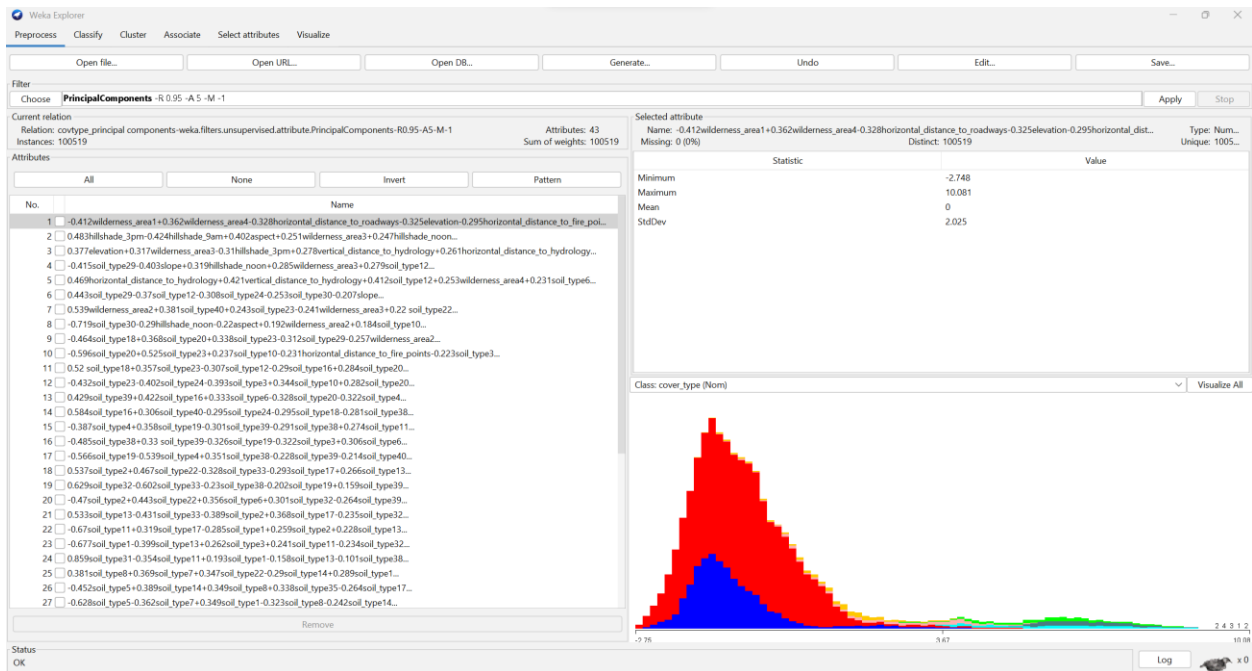 Weka Explorer
Preprocess Classify Cluster Associate Select attributes Visualize
Open file... Open URL... Open DB... Generate... Undo Edit... Save...
Filter
Choose PrincipalComponents -R 0.95 -A 5 -M -1 Apply Stop
Current relation
Relation: covtype_principal components-weka.filters.unsupervised.attribute.PrincipalComponents-R0.95-A5-M-1 Attributes: 43
Instances: 100519 Sum of weights: 100519
Attributes
All None Invert Pattern
No. Name
1 -0.412wilderness_area1+0.362wilderness_area4-0.328horizontal_distance_to_roadways-0.325elevation-0.295horizontal_distance_to_fire_poi...
2 0.483hillshade_3pm-0.424hillshade_9am+0.402aspect+0.251wilderness_area3+0.247hillshade_noon...
3 0.377elevation+0.317wilderness_area3-0.31hillshade_3pm+0.278vertical_distance_to_hydrology+0.261horizontal_distance_to_hydrology...
4 -0.415soil_type29-0.403slope+0.319hillshade_noon+0.285wilderness_area3+0.279soil_type12...
5 0.469horizontal_distance_to_hydrology+0.421vertical_distance_to_hydrology+0.412soil_type12+0.253wilderness_area4+0.231soil_type6...
6 0.443soil_type29-0.37soil_type12-0.308soil_type24-0.253soil_type30-0.207slope...
7 0.539wilderness_area2+0.381soil_type40+0.243soil_type23-0.241wilderness_area3+0.22 soil_type22...
8 -0.719soil_type30-0.29hillshade_noon-0.22aspect+0.192wilderness_area2+0.184soil_type10...
9 -0.464soil_type18+0.368soil_type20+0.338soil_type23-0.312soil_type29-0.257wilderness_area2...
10 -0.596soil_type20+0.525soil_type23+0.237soil_type10-0.231horizontal_distance_to_fire_points-0.223soil_type3...
11 0.52 soil_type18+0.357soil_type23-0.307soil_type12-0.29soil_type16+0.284soil_type20...
12 -0.432soil_type23-0.402soil_type24-0.393soil_type3+0.344soil_type10+0.282soil_type20...
13 0.429soil_type39+0.422soil_type16+0.333soil_type6-0.328soil_type20-0.322soil_type4...
14 0.584soil_type16+0.306soil_type40-0.295soil_type24-0.295soil_type18-0.281soil_type38...
15 -0.387soil_type4+0.358soil_type19-0.301soil_type39-0.291soil_type38+0.274soil_type11...
16 -0.485soil_type38+0.33 soil_type39-0.326soil_type19-0.322soil_type3+0.306soil_type6...
17 -0.566soil_type19-0.539soil_type4+0.351soil_type38-0.228soil_type39-0.214soil_type40...
18 0.537soil_type2+0.467soil_type22-0.328soil_type33-0.293soil_type17+0.266soil_type13...
19 0.629soil_type32-0.602soil_type33-0.23soil_type38-0.202soil_type19+0.159soil_type39...
20 -0.47soil_type2+0.443soil_type22+0.356soil_type6+0.301soil_type32-0.264soil_type39...
21 0.533soil_type13-0.431soil_type33-0.389soil_type2+0.368soil_type17-0.235soil_type32...
22 -0.67soil_type11+0.319soil_type17-0.285soil_type1+0.259soil_type2+0.228soil_type13...
23 -0.677soil_type1-0.399soil_type13+0.262soil_type3+0.241soil_type11-0.234soil_type32...
24 0.859soil_type31-0.354soil_type11+0.193soil_type1-0.158soil_type13-0.101soil_type38...
25 0.381soil_type8+0.369soil_type7+0.347soil_type22-0.29soil_type14+0.289soil_type1...
26 -0.452soil_type5+0.389soil_type14+0.349soil_type8+0.338soil_type35-0.264soil_type17...
27 -0.628soil_type5-0.362soil_type7+0.349soil_type1-0.323soil_type8-0.242soil_type14...
Remove
Selected attribute
Name: -0.412wilderness_area1+0.362wilderness_area4-0.328horizontal_distance_to_roadways-0.325elevation-0.295horizontal_dist... Type: Num...
Missing: 0 (0%) Distinct: 100519 Unique: 1005...
Statistic Value
Minimum -2.748
Maximum 10.081
Mean 0
StdDev 2.025
Class: cover_type (Nom) Visualize All
2 4 3 1 2
-2.75 3.67 10.08
Status
OK Log x 0